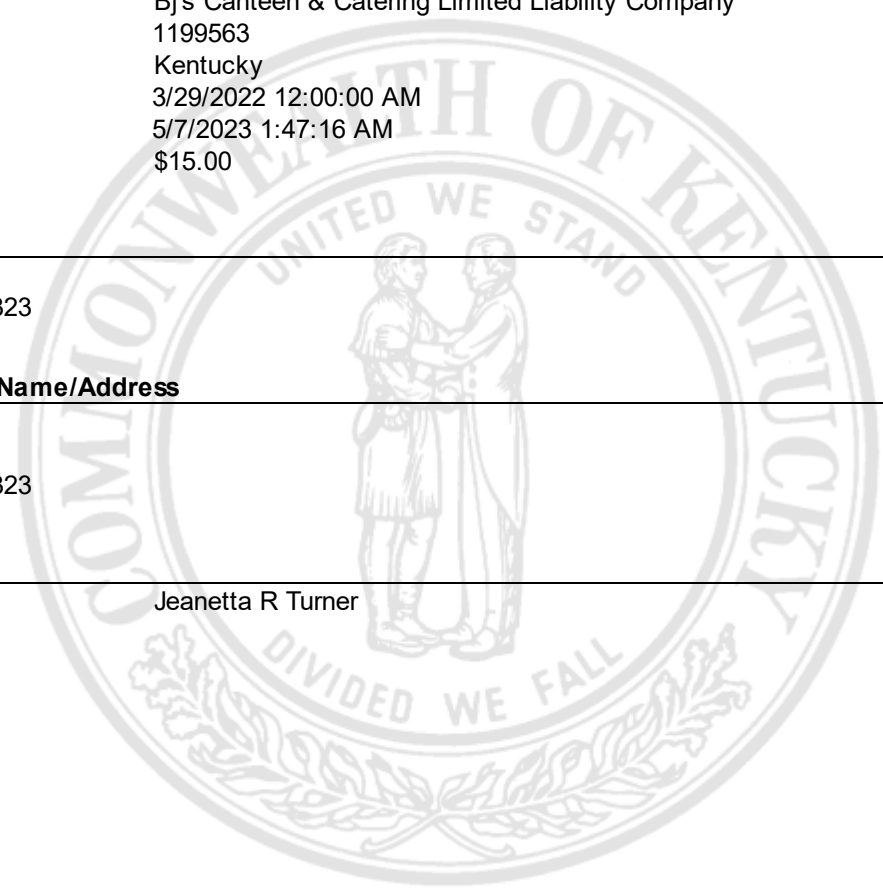 Bj's Canteen & Catering Limited Liability Company
1199563
Kentucky
3/29/2022 12:00:00 AM
5/7/2023 1:47:16 AM
$15.00
323
Name/Address
323
Jeanetta R Turner
COMMONWEALTH OF KENTUCKY
UNITED WE STAND
DIVIDED WE FALL